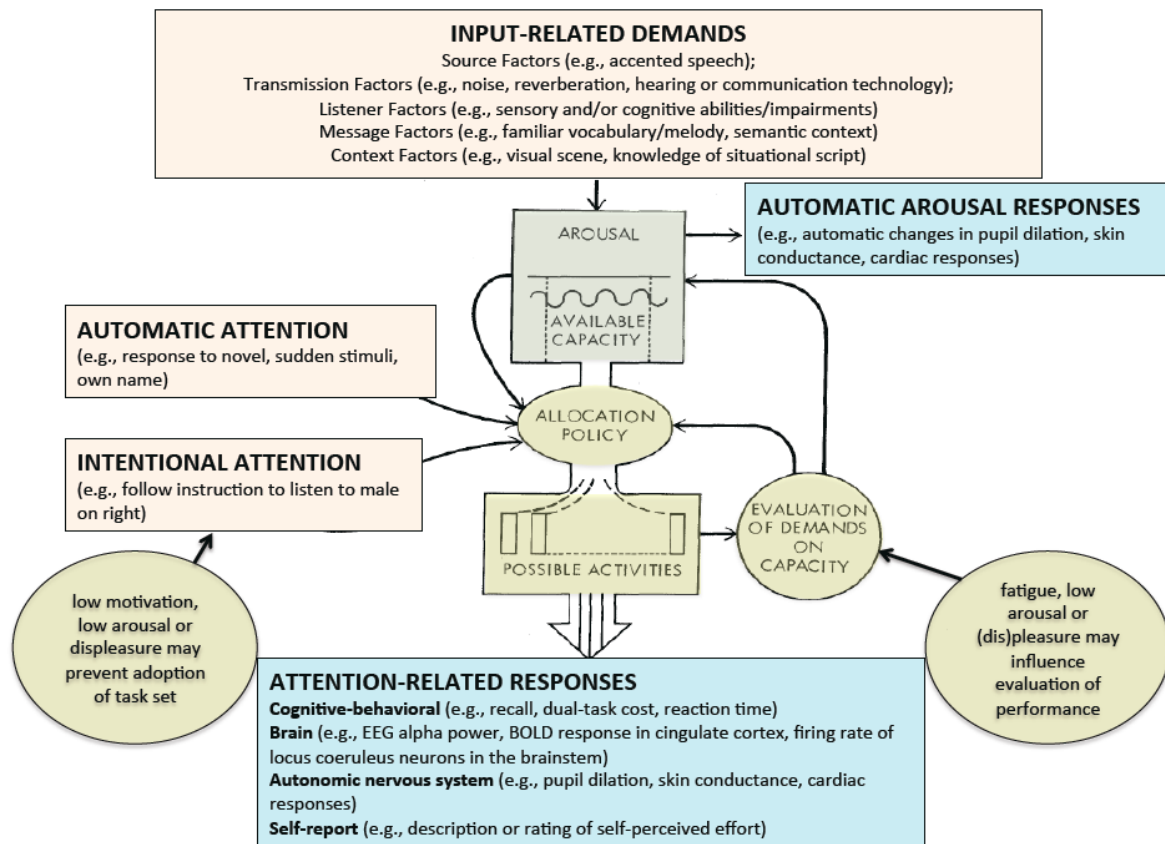 INPUT-RELATED DEMANDS
Source Factors (e.g., accented speech);
Transmission Factors (e.g., noise, reverberation, hearing or communication technology);
Listener Factors (e.g., sensory and/or cognitive abilities/impairments)
Message Factors (e.g., familiar vocabulary/melody, semantic context)
Context Factors (e.g., visual scene, knowledge of situational script)
AROUSAL
AVAILABLE
CAPACITY
AUTOMATIC AROUSAL RESPONSES
(e.g., automatic changes in pupil dilation, skin
conductance, cardiac responses)
AUTOMATIC ATTENTION
(e.g., response to novel, sudden stimuli,
own name)
ALLOCATION
POLICY
INTENTIONAL ATTENTION
(e.g., follow instruction to listen to male
on right)
POSSIBLE ACTIVITIES
EVALUATION
OF DEMANDS
ON
CAPACITY
low motivation,
low arousal or
displeasure may
prevent adoption
of task set
fatigue, low
arousal or
(dis)pleasure may
influence
evaluation of
performance
ATTENTION-RELATED RESPONSES
Cognitive-behavioral (e.g., recall, dual-task cost, reaction time)
Brain (e.g., EEG alpha power, BOLD response in cingulate cortex, firing rate of
locus coeruleus neurons in the brainstem)
Autonomic nervous system (e.g., pupil dilation, skin conductance, cardiac
responses)
Self-report (e.g., description or rating of self-perceived effort)